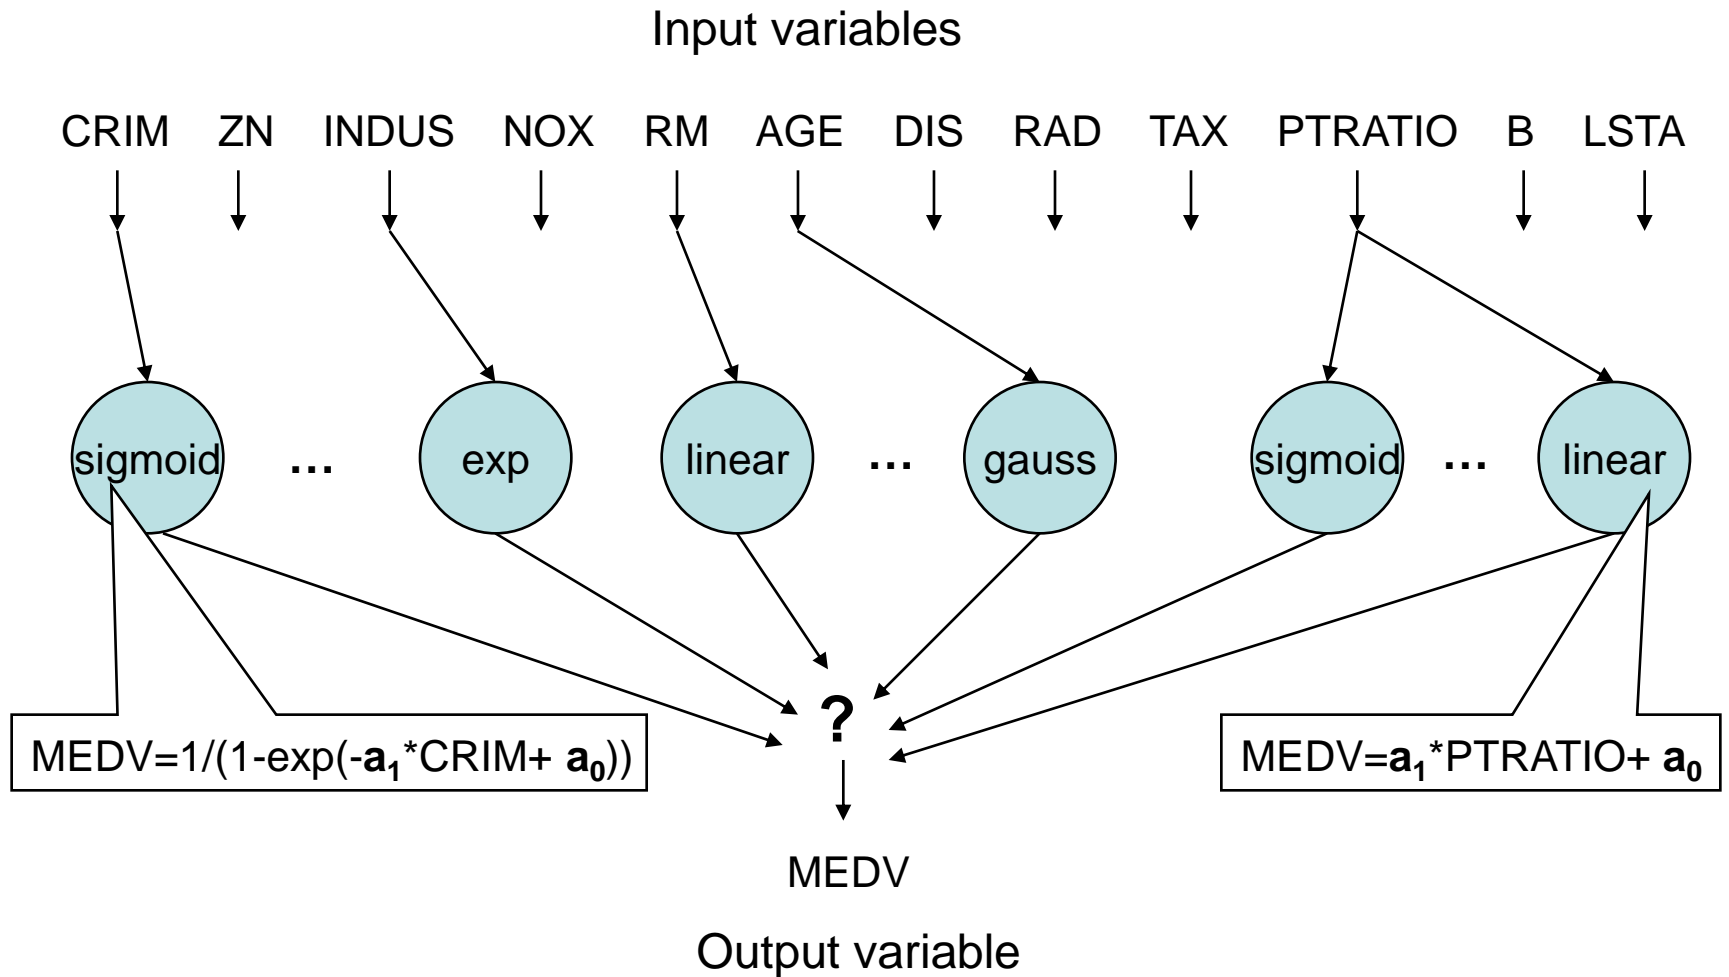 Input variables
CRIM ZN INDUS NOX RM AGE DIS RAD TAX PTRATIO B LSTA
sigmoid ... exp linear ... gauss sigmoid ... linear
?
MEDV=1/(1-exp(-a₁*CRIM+ a₀)) MEDV=a₁*PTRATIO+ a₀
MEDV
Output variable